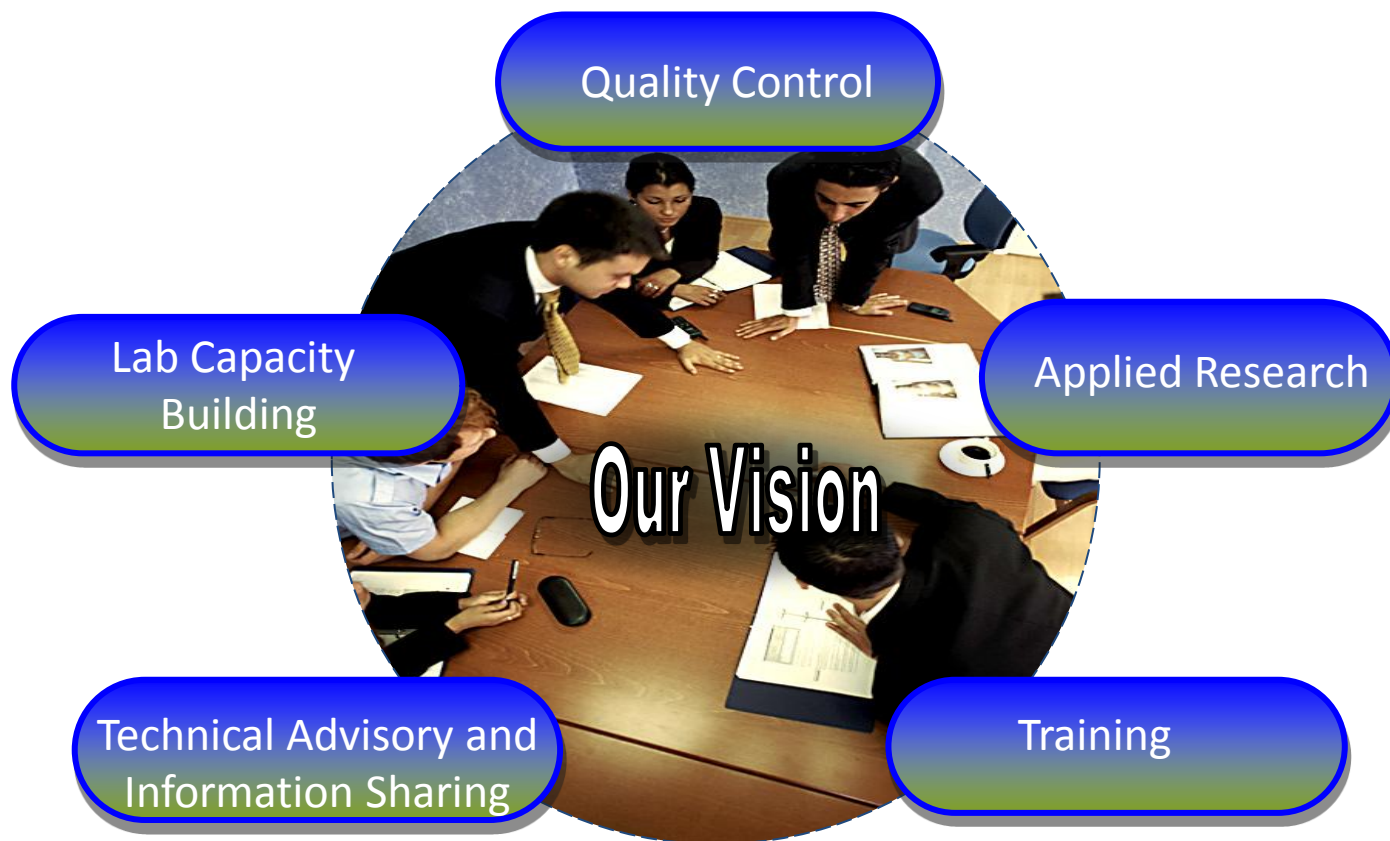 Quality Control
Lab Capacity
Building
Applied Research
Our Vision
Technical Advisory and
Information Sharing
Training